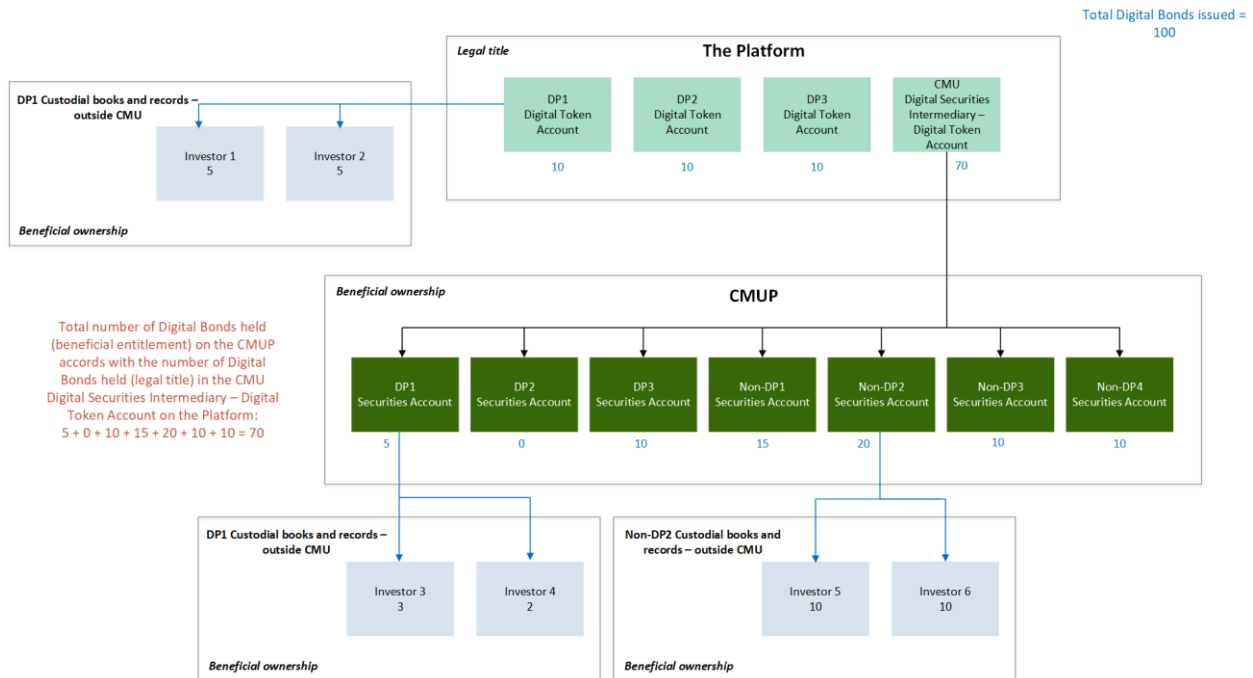 Total Digital Bonds issued =
100
Legal title
The Platform
DP1
Digital Token
Account
10
DP2
Digital Token
Account
10
DP3
Digital Token
Account
10
CMU
Digital Securities
Intermediary –
Digital Token
Account
70
DP1 Custodial books and records –
outside CMU
Investor 1
5
Investor 2
5
Beneficial ownership
Beneficial ownership
CMUP
Total number of Digital Bonds held
(beneficial entitlement) on the CMUP
accords with the number of Digital
Bonds held (legal title) in the CMU
Digital Securities Intermediary – Digital
Token Account on the Platform:
5 + 0 + 10 + 15 + 20 + 10 + 10 = 70
DP1
Securities Account
5
DP2
Securities Account
0
DP3
Securities Account
10
Non-DP1
Securities Account
15
Non-DP2
Securities Account
20
Non-DP3
Securities Account
10
Non-DP4
Securities Account
10
DP1 Custodial books and records –
outside CMU
Investor 3
3
Investor 4
2
Beneficial ownership
Non-DP2 Custodial books and
records – outside CMU
Investor 5
10
Investor 6
10
Beneficial ownership